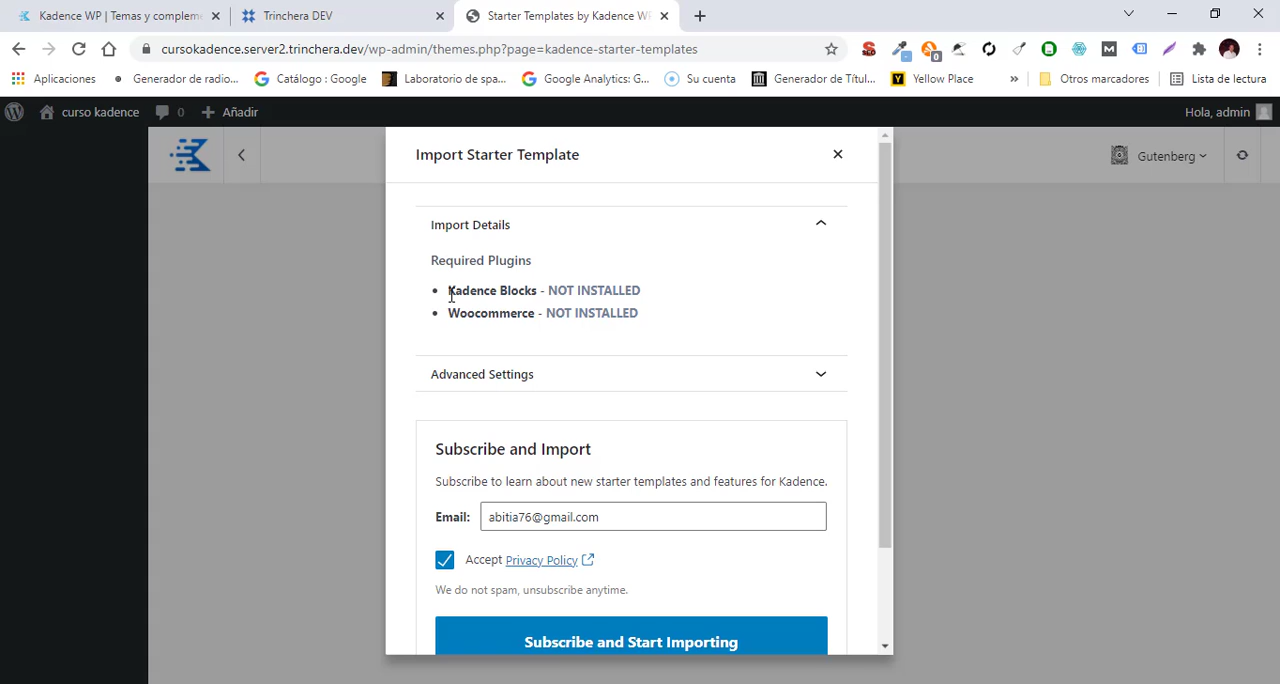 Kadence WP | Temas y complem
Trinchera DEV
Starter Templates by Kadence W
cursokadence.server2.trinchera.dev/wp-admin/themes.php?page=kadence-starter-templates
Aplicaciones
Generador de radio...
Catálogo : Google
Laboratorio de spa...
Google Analytics: G...
Su cuenta
Generador de Títul...
Yellow Place
»
Otros marcadores
Lista de lectura
curso kadence
0
Añadir
Hola, admin
Import Starter Template
Gutenberg
Import Details
Required Plugins
Kadence Blocks - NOT INSTALLED
Woocommerce - NOT INSTALLED
Advanced Settings
Subscribe and Import
Subscribe to learn about new starter templates and features for Kadence.
Email: abitia76@gmail.com
Accept Privacy Policy
We do not spam, unsubscribe anytime.
Subscribe and Start Importing